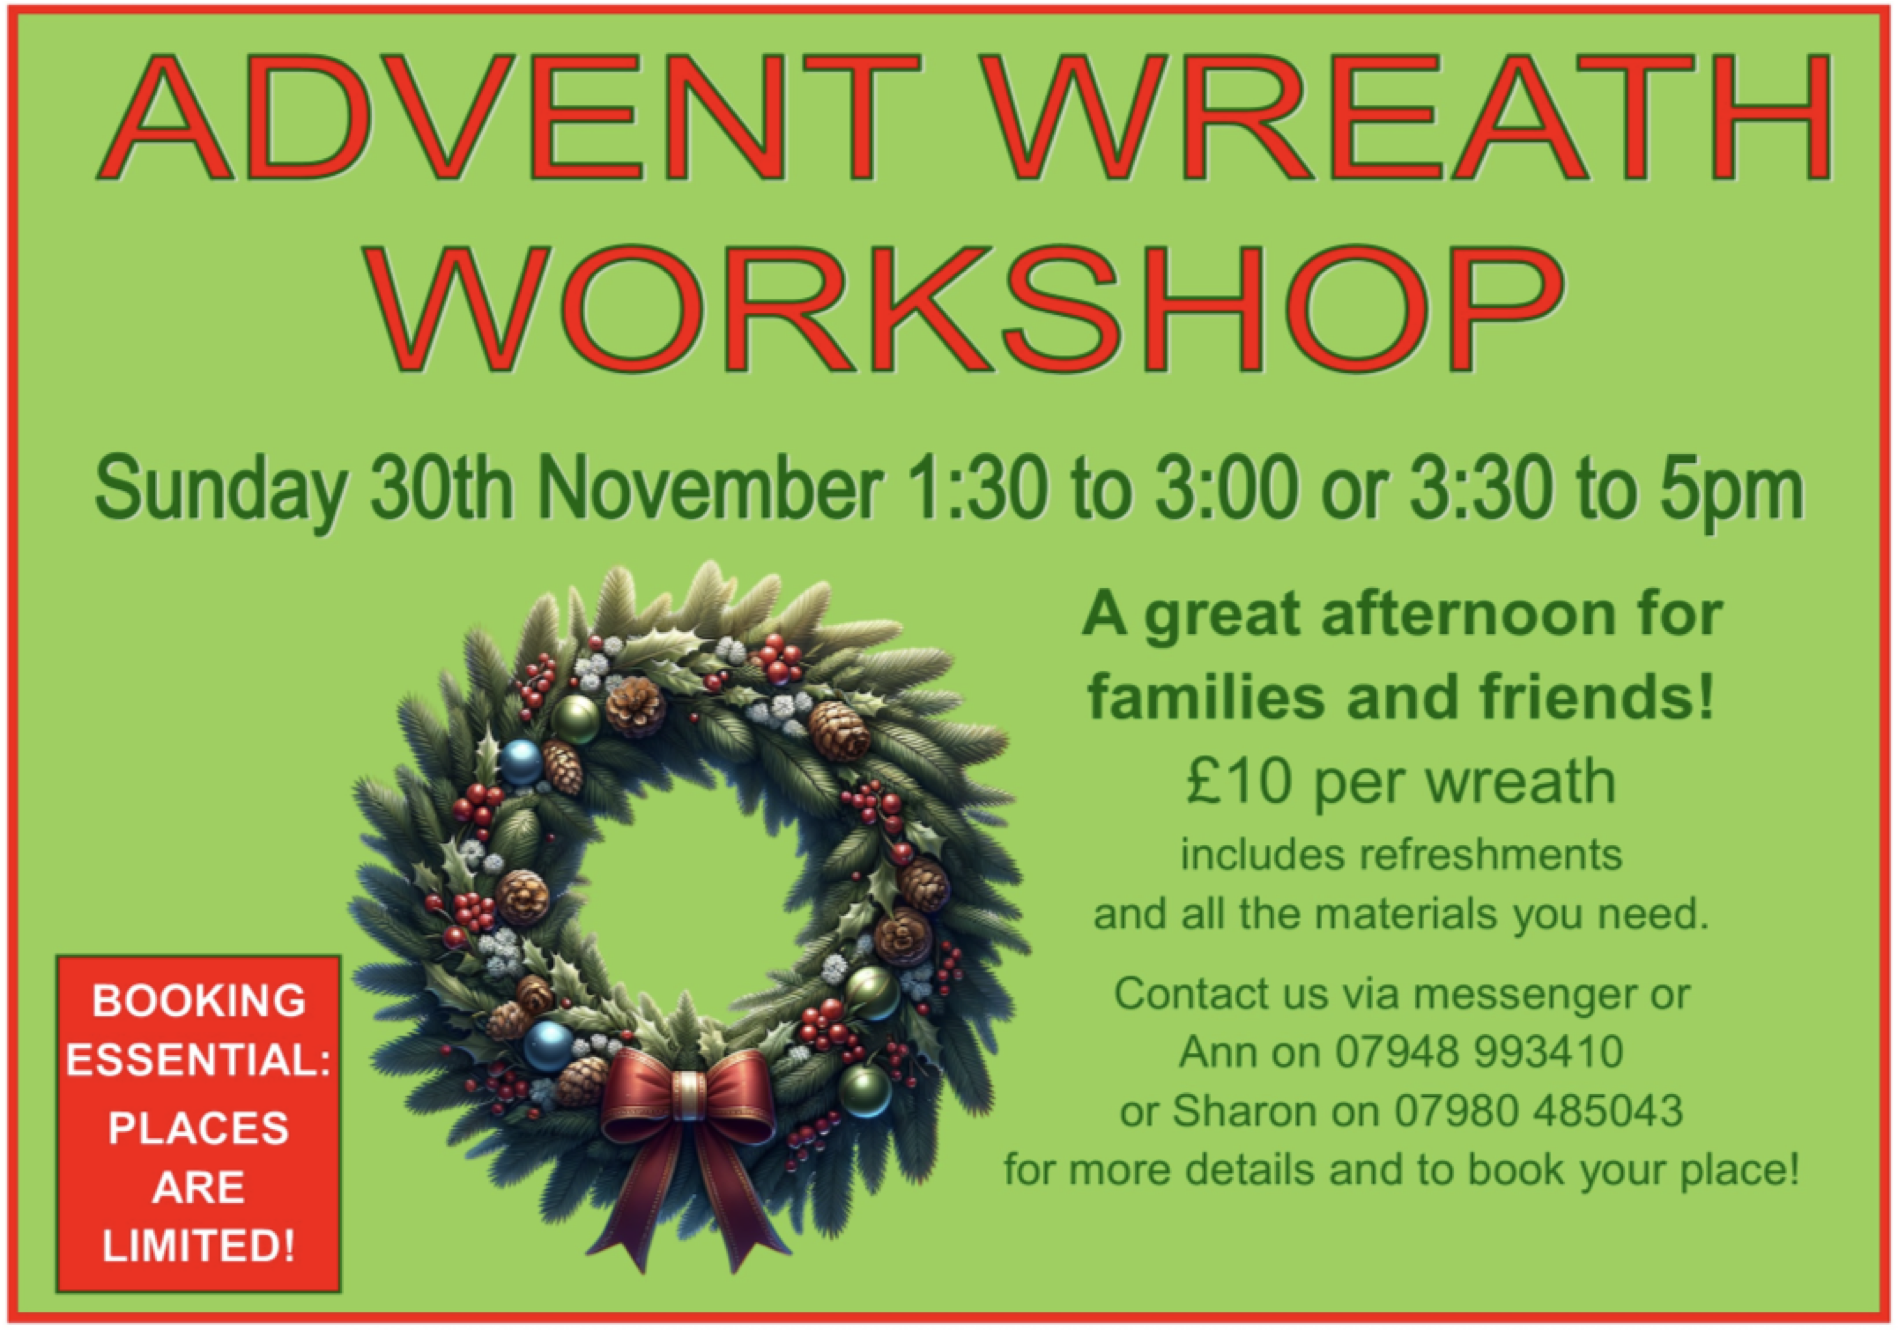 ADVENT WREATH
WORKSHOP
Sunday 30th November 1:30 to 3:00 or 3:30 to 5pm
A great afternoon for
families and friends!
£10 per wreath
includes refreshments
and all the materials you need.
Contact us via messenger or
Ann on 07948 993410
or Sharon on 07980 485043
for more details and to book your place!
BOOKING
ESSENTIAL:
PLACES
ARE
LIMITED!